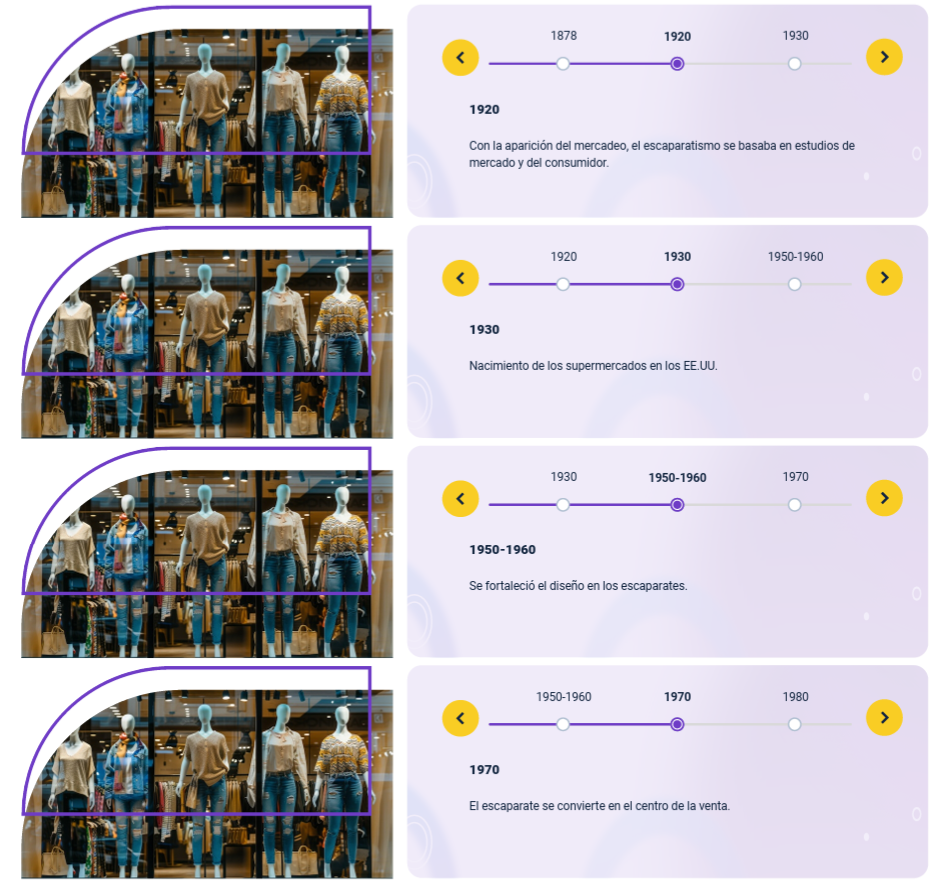 1878 1920 1930
1920
Con la aparición del mercadeo, el escaparatismo se basaba en estudios de
mercado y del consumidor.
1920 1930 1950-1960
1930
Nacimiento de los supermercados en los EE.UU.
1930 1950-1960 1970
1950-1960
Se fortaleció el diseño en los escaparates.
1950-1960 1970 1980
1970
El escaparate se convierte en el centro de la venta.